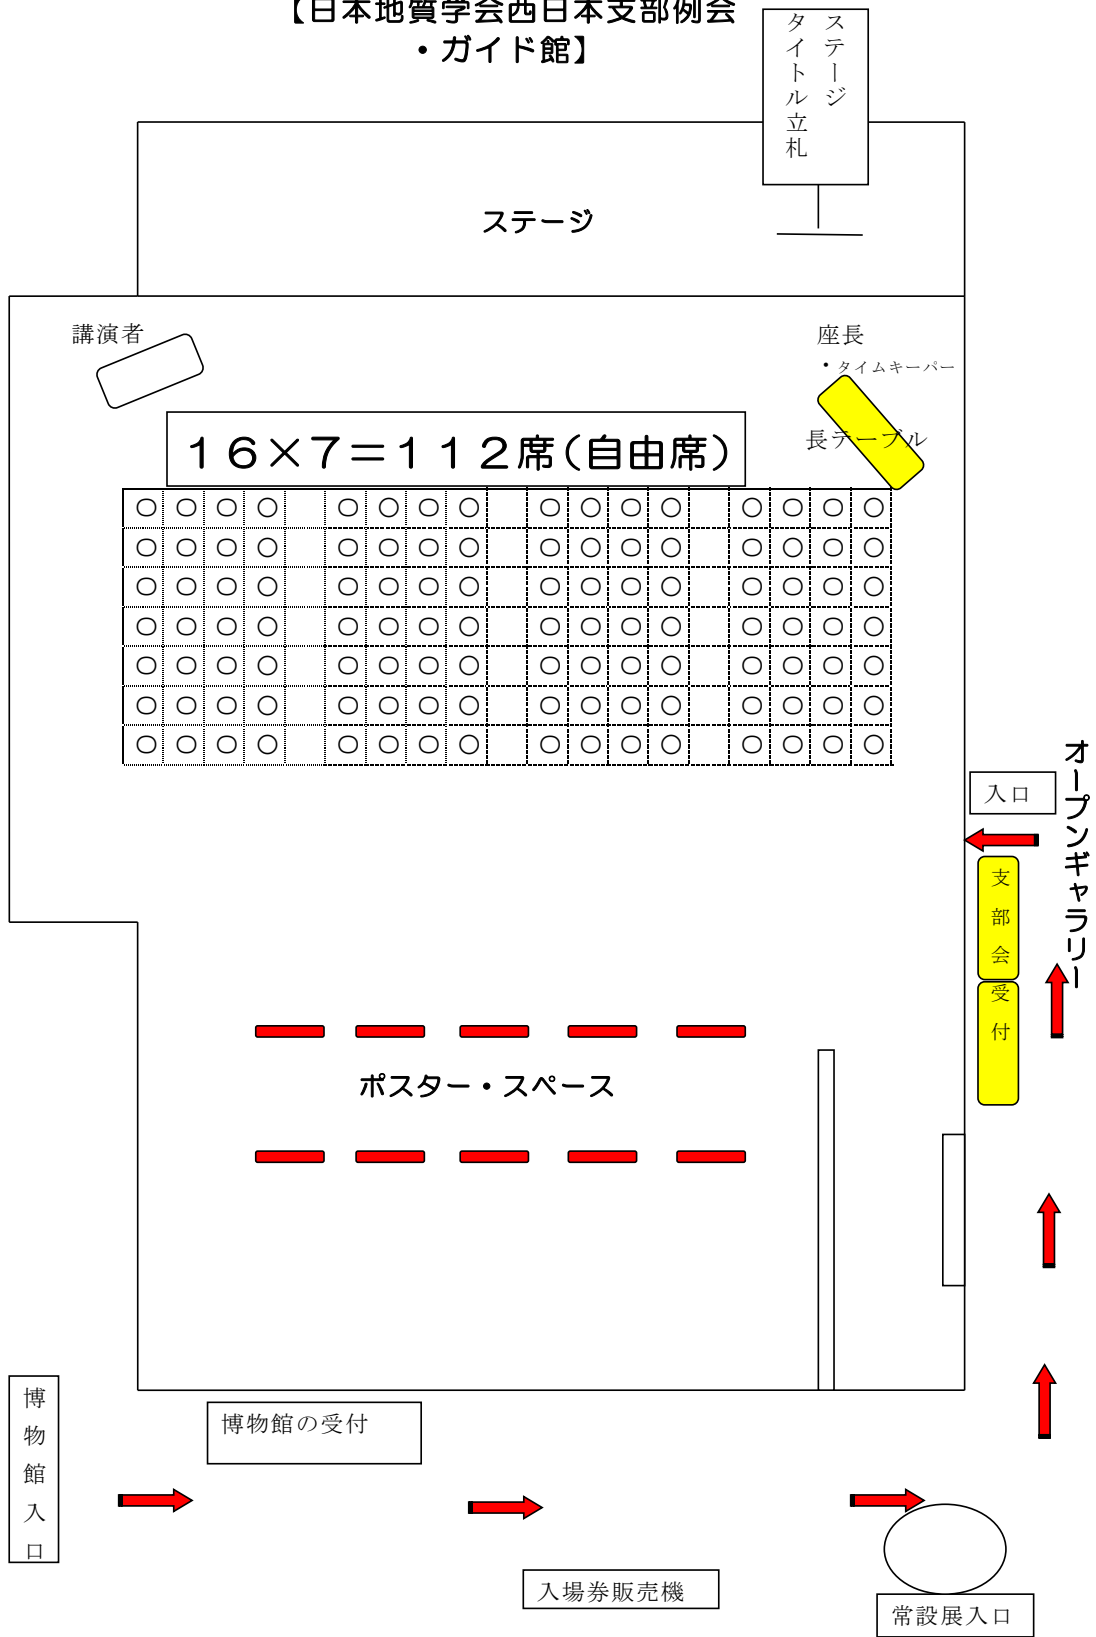 【日本地質学会西日本支部例会
・ガイド館】
ステージ
タイトル立札
ステージ
講演者
座長
・タイムキーパー
長テーブル
１６×７＝１１２席(自由席)
オープンギャラリー
入口
支部会
受付
ポスター・スペース
博物館入口
博物館の受付
入場券販売機
常設展入口